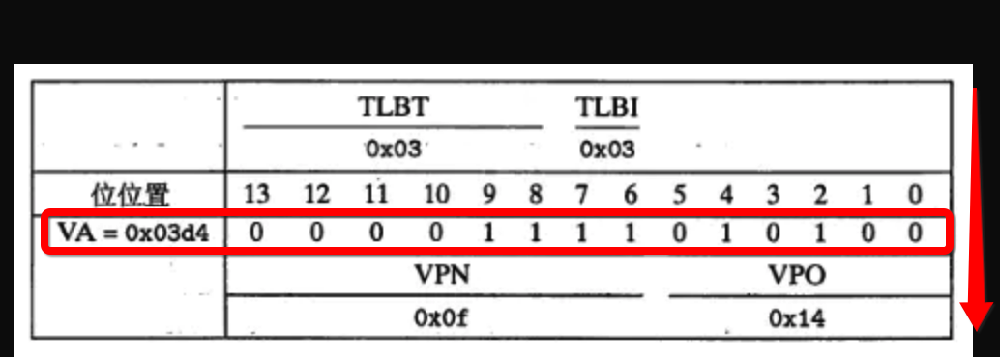 TLBT TLBI
0x03 0x03
位位置 13 12 11 10 9 8 7 6 5 4 3 2 1 0
VA = 0x03d4 0 0 0 0 1 1 1 1 0 1 0 1 0 0
VPN VPO
0x0f 0x14